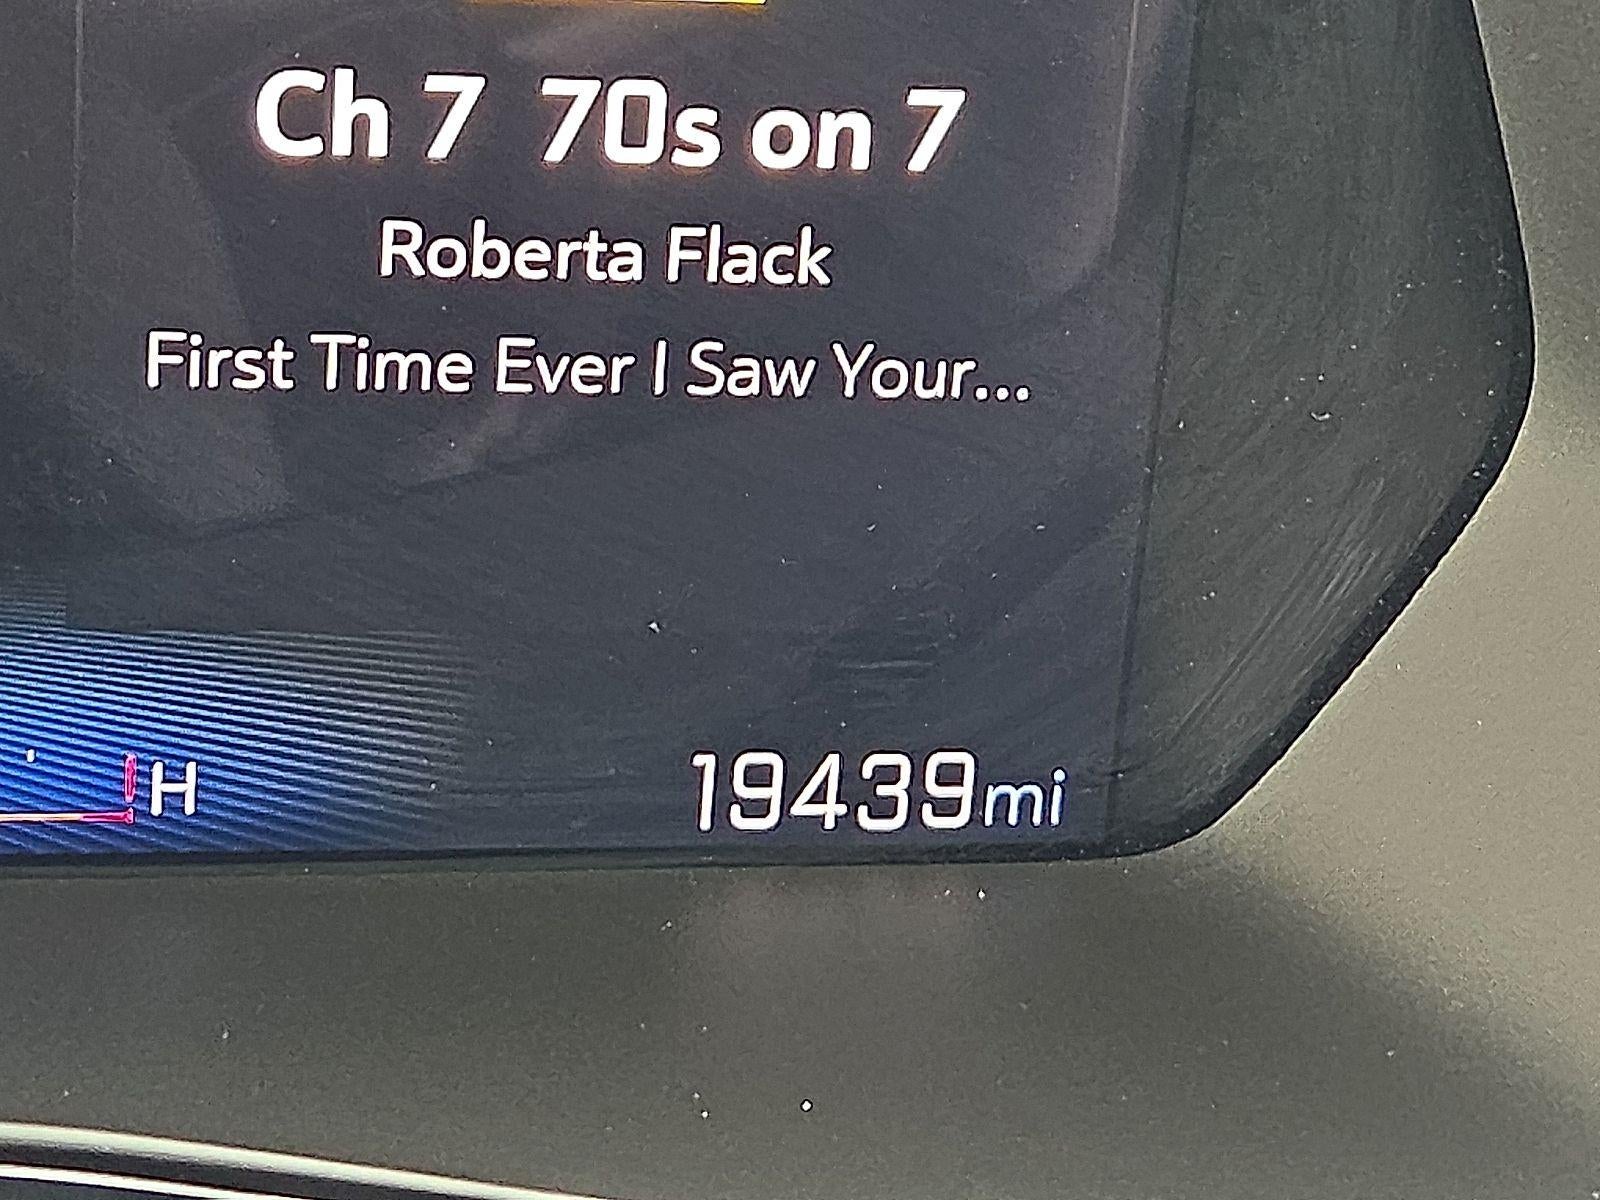 Ch 7 70s on 7
Roberta Flack
First Time Ever I Saw Your...
H
19439mi